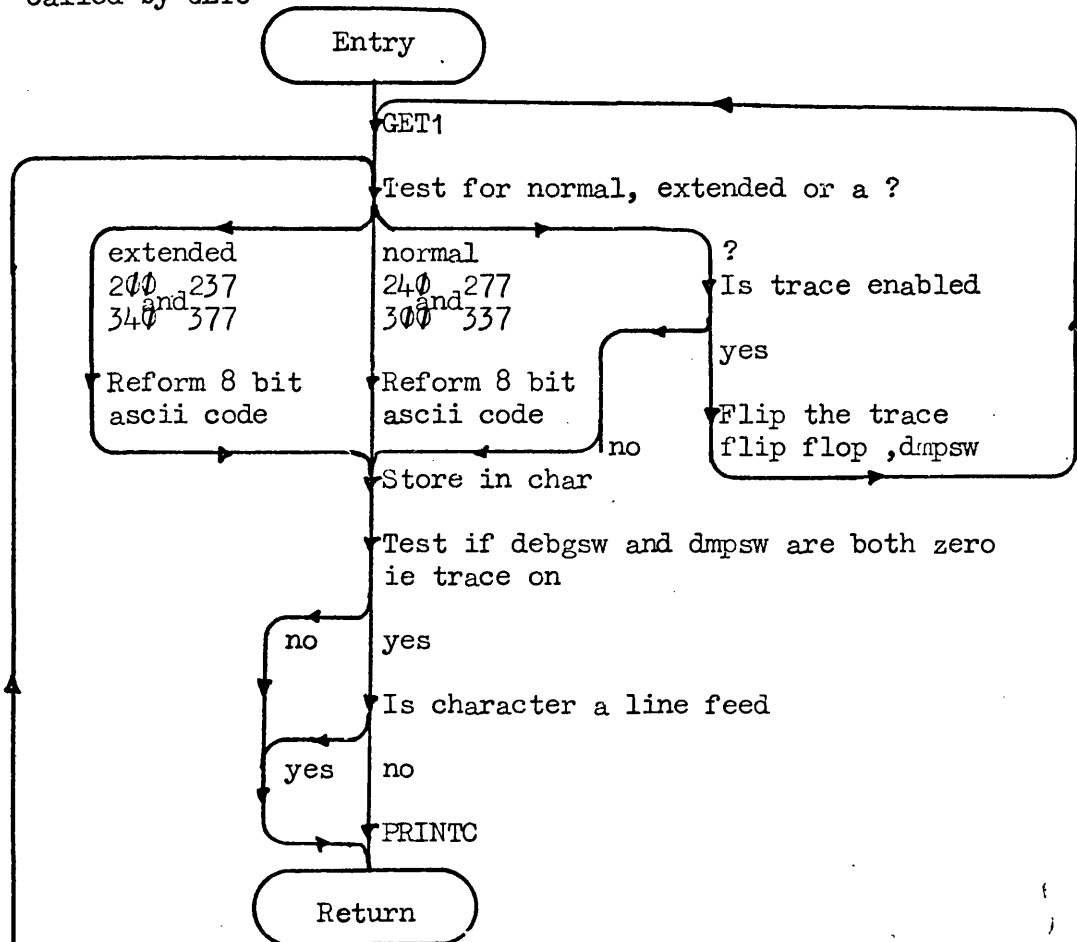 called by GETC
Entry
GET1
Test for normal, extended or a ?
extended
200 237
and
340 377
normal
240 277
and
300 337
?
Is trace enabled
yes
Reform 8 bit
ascii code
Reform 8 bit
ascii code
Flip the trace
flip flop ,dmpsw
no
Store in char
Test if debgsw and dmpsw are both zero
ie trace on
no
yes
Is character a line feed
yes
no
PRINTC
Return